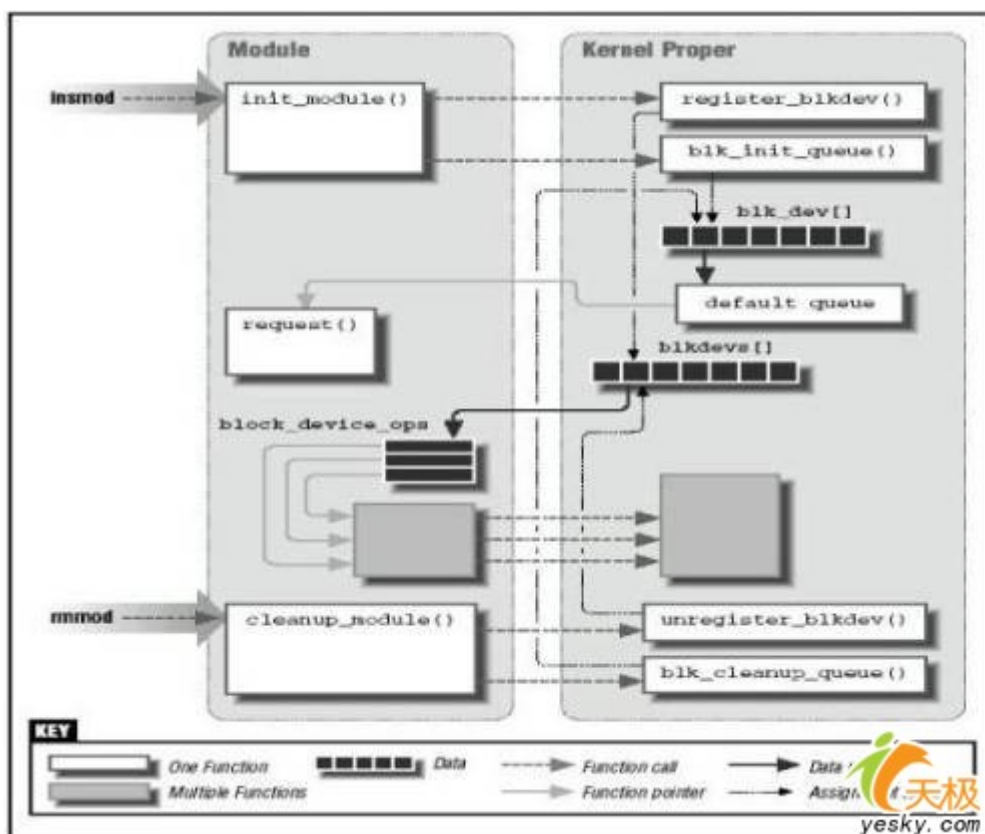 Module
Kernel Proper
insmod
init_module()
register_blkdev()
blk_init_queue()
blk_dev[]
default queue
request()
blkdevs[]
block_device_ops
rmmod
cleanup_module()
unregister_blkdev()
blk_cleanup_queue()
KEY
One Function
Data
Function call
Data
Multiple Functions
Function pointer
天极
yesky.com